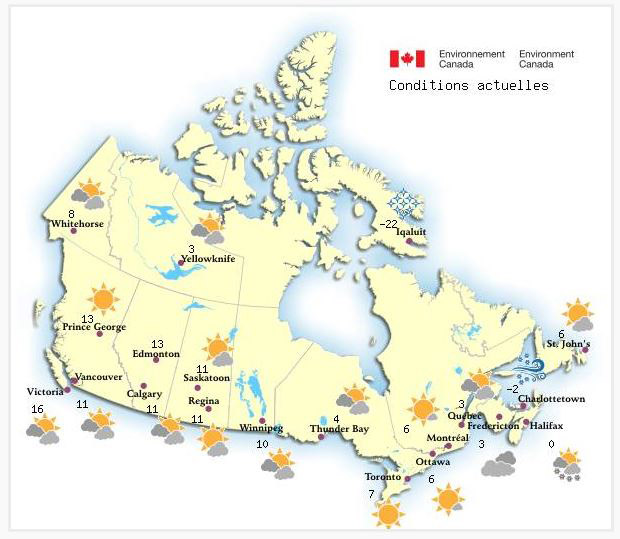 Environnement Environment
Canada Canada
Conditions actuelles
8
Whitehorse
-22
Iqaluit
3
Yellowknife
13
Prince George
6
St. John's
13
Edmonton
11
Saskatoon
-2
Charlottetown
Vancouver
Victoria
Calgary
Regina
16
11
11
11
Winnipeg
10
4
Thunder Bay
6
3
Québec
Fredericton
Halifax
Montréal
3
0
Ottawa
Toronto
6
7